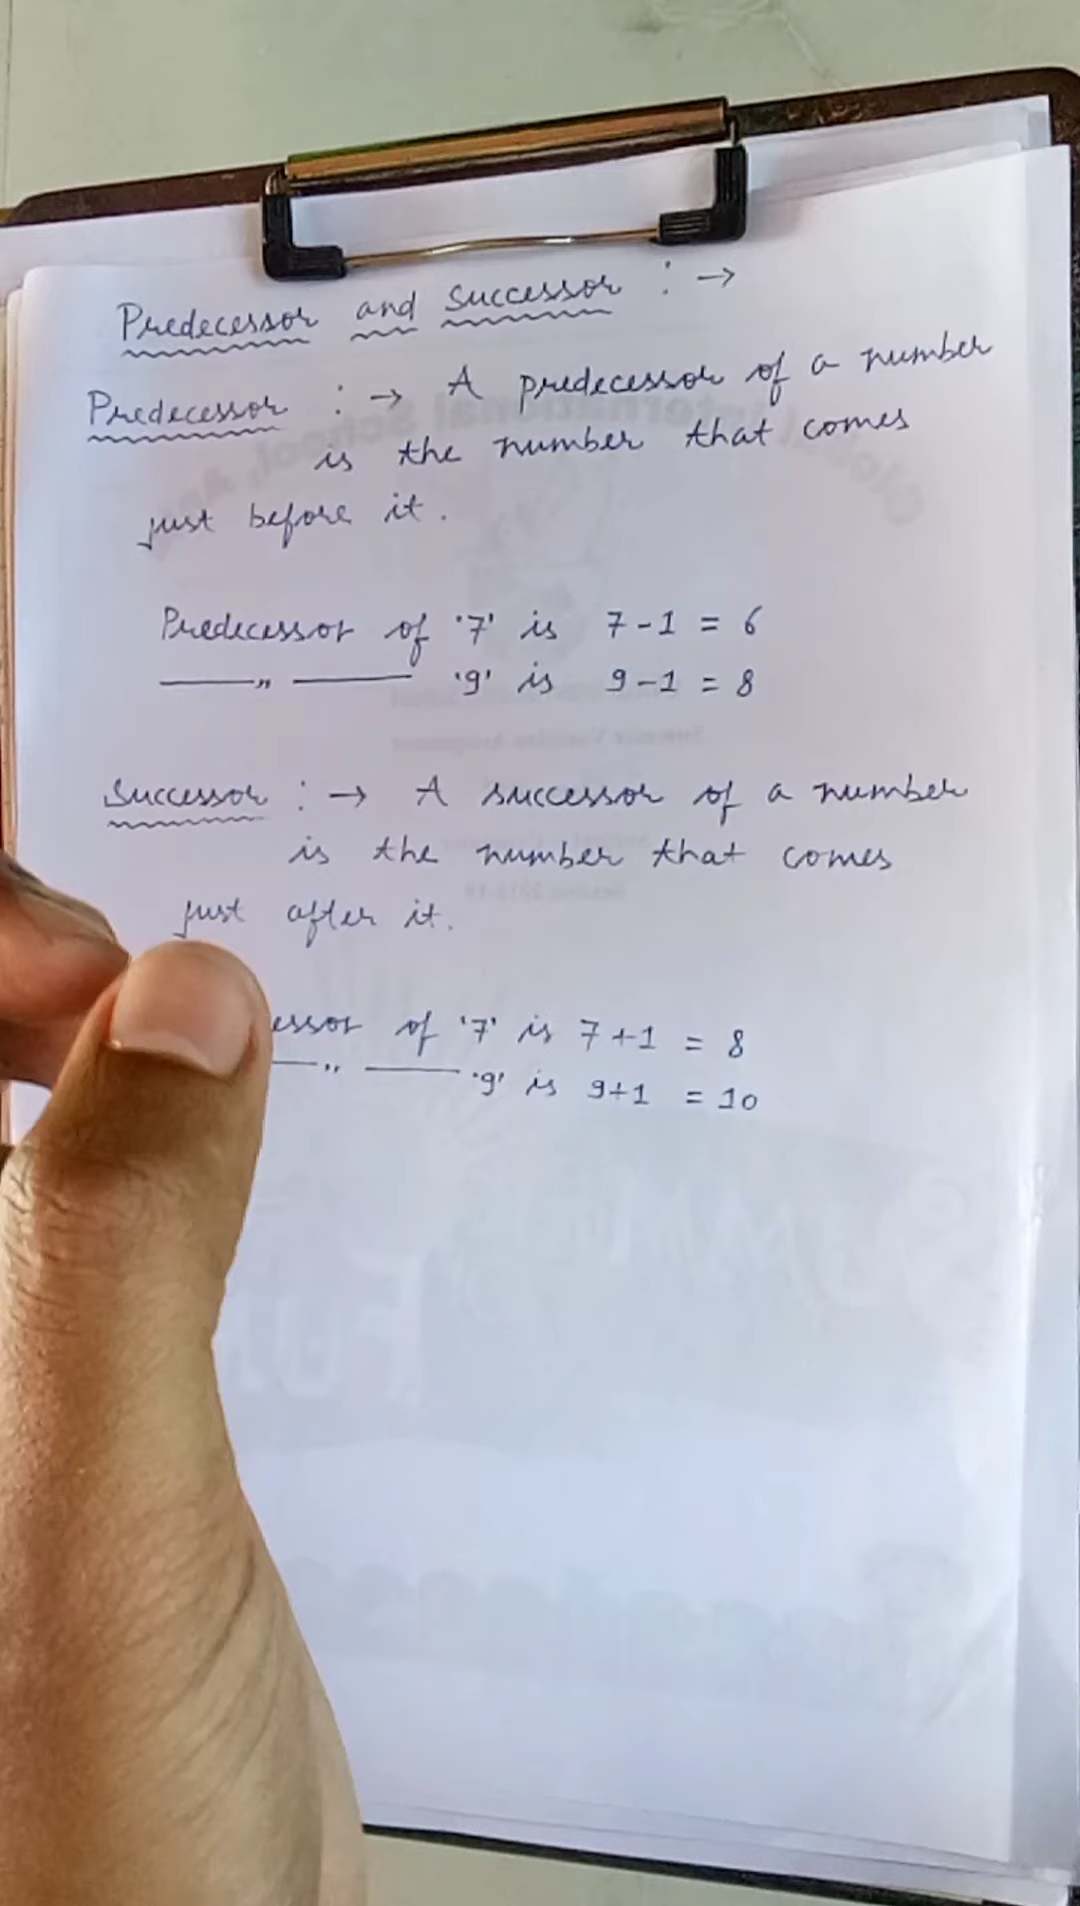 Predecessor and Successor : →
Predecessor : → A predecessor of a number
is the number that comes
just before it.
Predecessor of '7' is 7-1 = 6
——„—— '9' is 9-1 = 8
Successor : → A successor of a number
is the number that comes
just after it.
essor of '7' is 7+1 = 8
——„—— '9' is 9+1 = 10